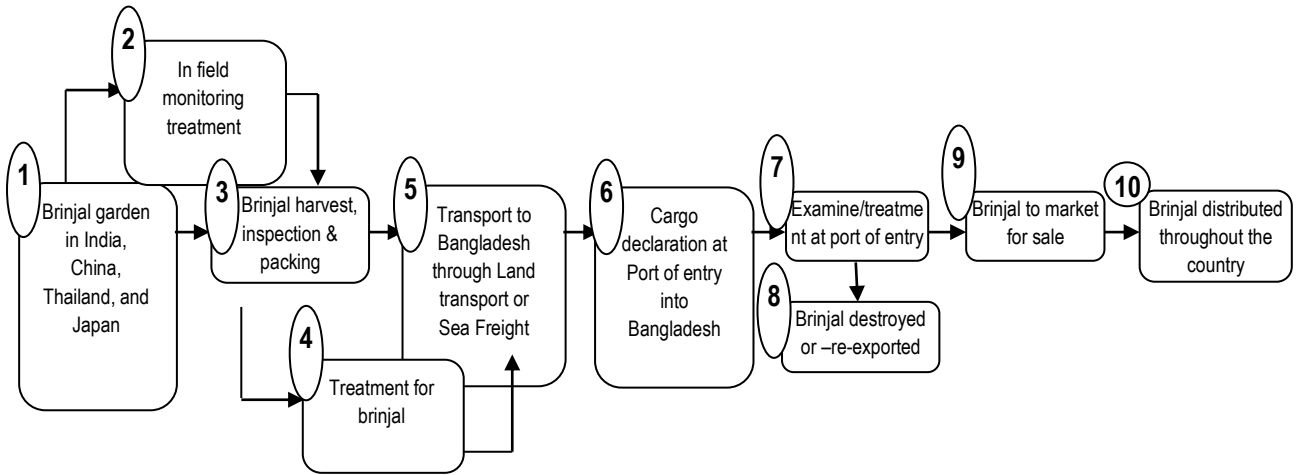 1
Brinjal garden
in India,
China,
Thailand, and
Japan
2
In field
monitoring
treatment
3
Brinjal harvest,
inspection &
packing
4
Treatment for
brinjal
5
Transport to
Bangladesh
through Land
transport or
Sea Freight
6
Cargo
declaration at
Port of entry
into
Bangladesh
7
Examine/treatme
nt at port of entry
8
Brinjal destroyed
or –re-exported
9
Brinjal to market
for sale
10
Brinjal distributed
throughout the
country